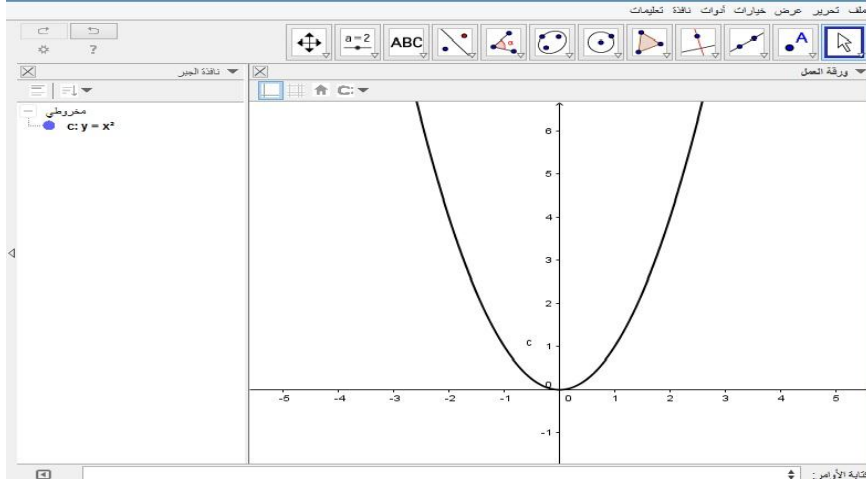 ملف تحرير عرض خيارات أدوات نافذة تعليمات
a=2 ABC α A
?
نافذة الجبر
ورقة العمل
C:
مخروطي
c: y = x²
6
5
4
3
2
c 1
0
-5 -4 -3 -2 -1 0 1 2 3 4 5
-1
كتابة الأوامر: